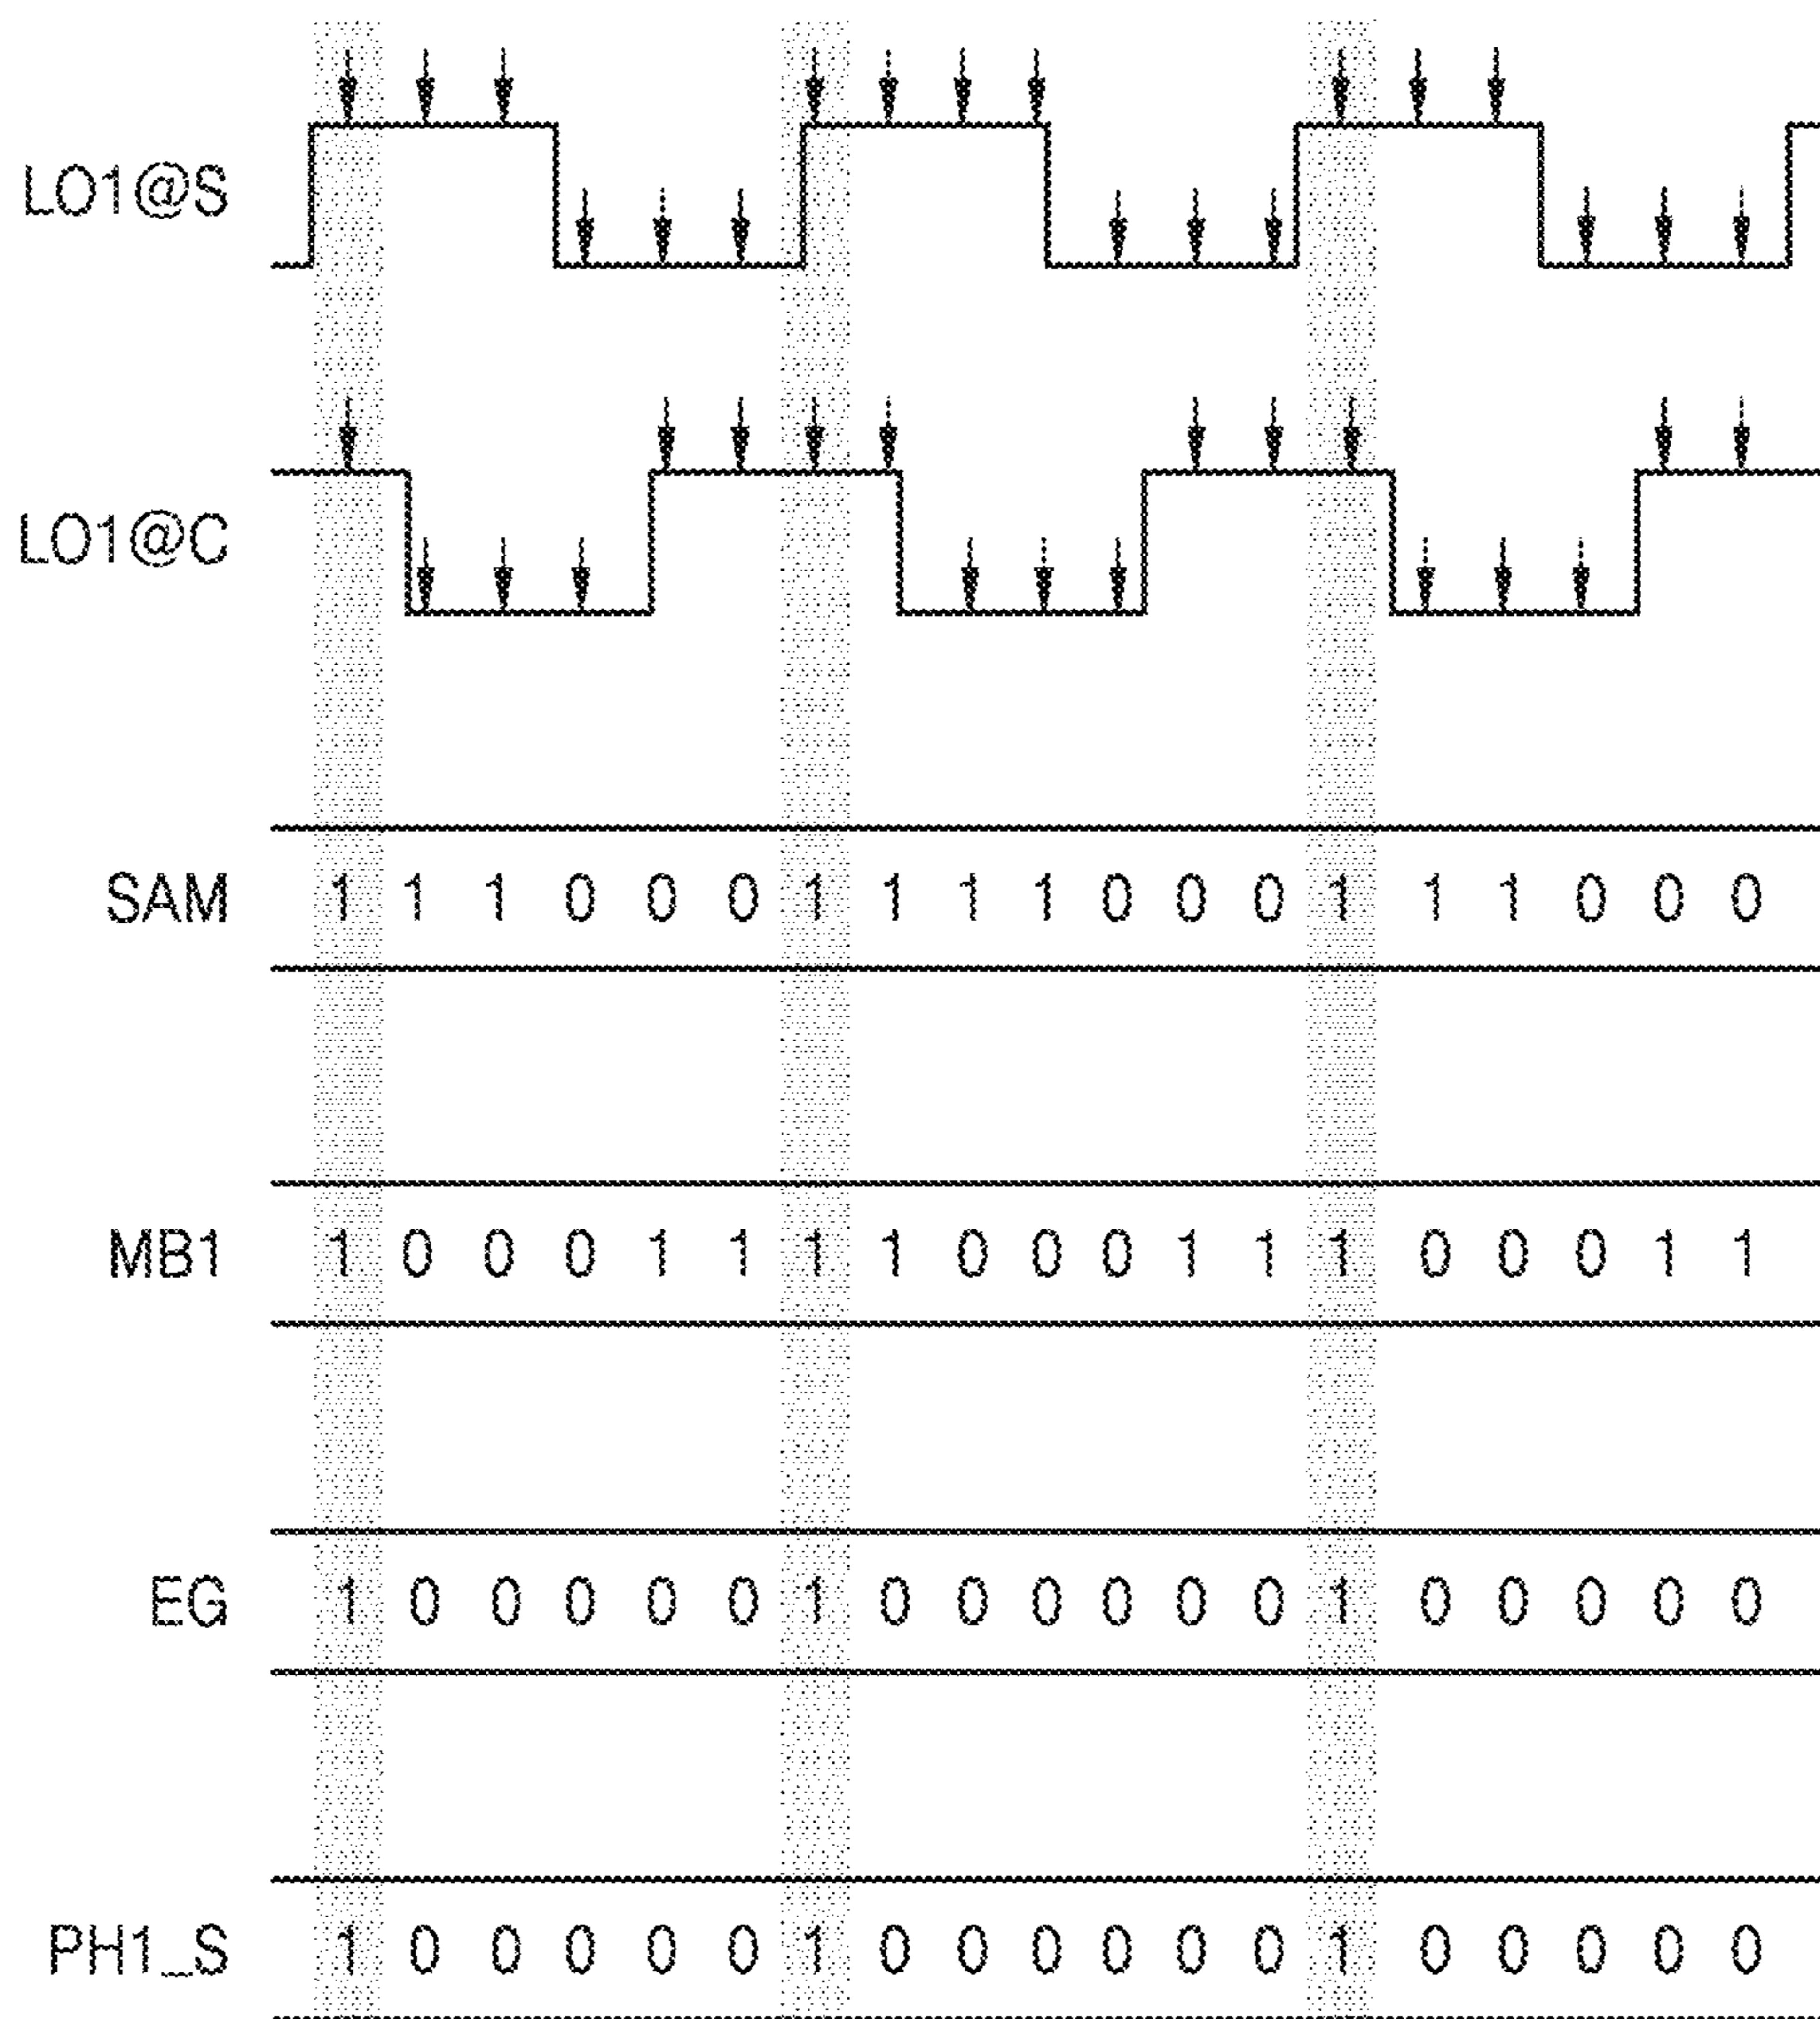 LO1@S
LO1@C
SAM 1 1 1 0 0 0 1 1 1 1 0 0 0 1 1 1 0 0 0
MB1 1 0 0 0 1 1 1 1 0 0 0 1 1 1 0 0 0 1 1
EG 1 0 0 0 0 0 1 0 0 0 0 0 0 1 0 0 0 0 0
PH1_S 1 0 0 0 0 0 1 0 0 0 0 0 0 1 0 0 0 0 0